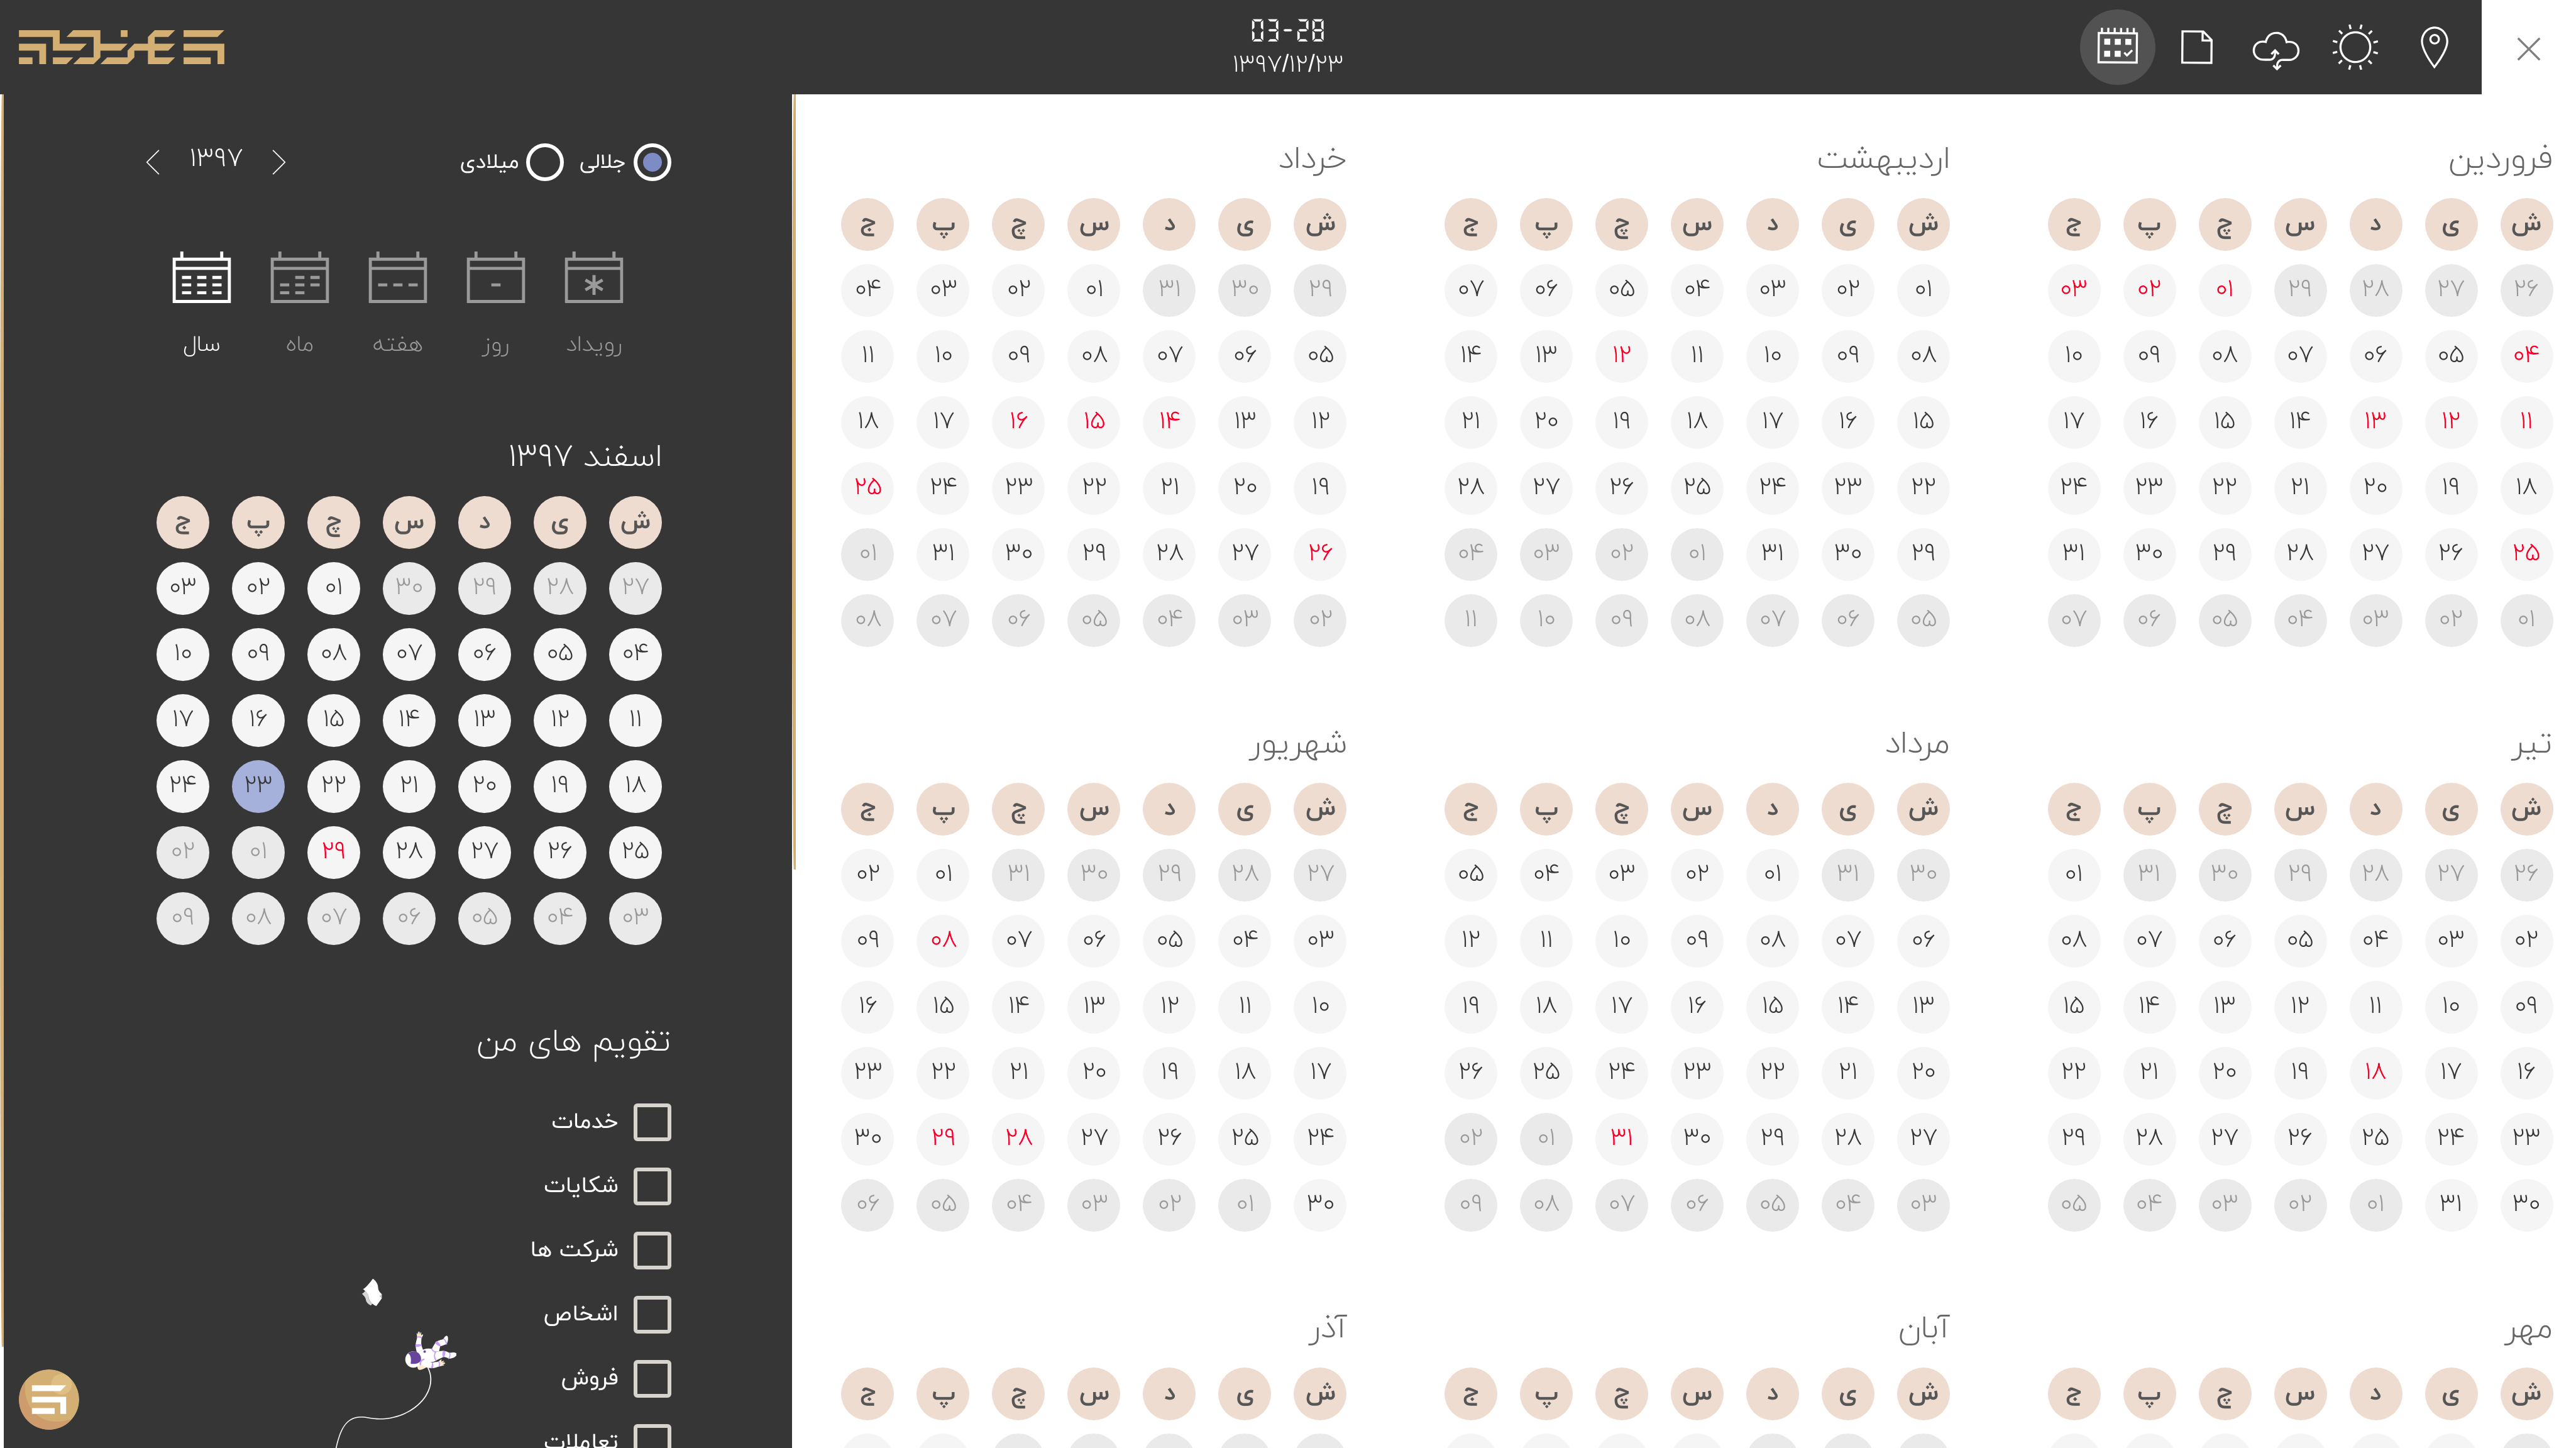 03-28
۱۳۹۷/۱۲/۲۳
فروردین
ش ی د س چ پ ج
۲۶ ۲۷ ۲۸ ۲۹ ۰۱ ۰۲ ۰۳
۰۴ ۰۵ ۰۶ ۰۷ ۰۸ ۰۹ ۱۰
۱۱ ۱۲ ۱۳ ۱۴ ۱۵ ۱۶ ۱۷
۱۸ ۱۹ ۲۰ ۲۱ ۲۲ ۲۳ ۲۴
۲۵ ۲۶ ۲۷ ۲۸ ۲۹ ۳۰ ۳۱
۰۱ ۰۲ ۰۳ ۰۴ ۰۵ ۰۶ ۰۷
اردیبهشت
ش ی د س چ پ ج
۰۱ ۰۲ ۰۳ ۰۴ ۰۵ ۰۶ ۰۷
۰۸ ۰۹ ۱۰ ۱۱ ۱۲ ۱۳ ۱۴
۱۵ ۱۶ ۱۷ ۱۸ ۱۹ ۲۰ ۲۱
۲۲ ۲۳ ۲۴ ۲۵ ۲۶ ۲۷ ۲۸
۲۹ ۳۰ ۳۱ ۰۱ ۰۲ ۰۳ ۰۴
۰۵ ۰۶ ۰۷ ۰۸ ۰۹ ۱۰ ۱۱
خرداد
ش ی د س چ پ ج
۲۹ ۳۰ ۳۱ ۰۱ ۰۲ ۰۳ ۰۴
۰۵ ۰۶ ۰۷ ۰۸ ۰۹ ۱۰ ۱۱
۱۲ ۱۳ ۱۴ ۱۵ ۱۶ ۱۷ ۱۸
۱۹ ۲۰ ۲۱ ۲۲ ۲۳ ۲۴ ۲۵
۲۶ ۲۷ ۲۸ ۲۹ ۳۰ ۳۱ ۰۱
۰۲ ۰۳ ۰۴ ۰۵ ۰۶ ۰۷ ۰۸
تیر
ش ی د س چ پ ج
۲۶ ۲۷ ۲۸ ۲۹ ۳۰ ۳۱ ۰۱
۰۲ ۰۳ ۰۴ ۰۵ ۰۶ ۰۷ ۰۸
۰۹ ۱۰ ۱۱ ۱۲ ۱۳ ۱۴ ۱۵
۱۶ ۱۷ ۱۸ ۱۹ ۲۰ ۲۱ ۲۲
۲۳ ۲۴ ۲۵ ۲۶ ۲۷ ۲۸ ۲۹
۳۰ ۳۱ ۰۱ ۰۲ ۰۳ ۰۴ ۰۵
مرداد
ش ی د س چ پ ج
۳۰ ۳۱ ۰۱ ۰۲ ۰۳ ۰۴ ۰۵
۰۶ ۰۷ ۰۸ ۰۹ ۱۰ ۱۱ ۱۲
۱۳ ۱۴ ۱۵ ۱۶ ۱۷ ۱۸ ۱۹
۲۰ ۲۱ ۲۲ ۲۳ ۲۴ ۲۵ ۲۶
۲۷ ۲۸ ۲۹ ۳۰ ۳۱ ۰۱ ۰۲
۰۳ ۰۴ ۰۵ ۰۶ ۰۷ ۰۸ ۰۹
شهریور
ش ی د س چ پ ج
۲۷ ۲۸ ۲۹ ۳۰ ۳۱ ۰۱ ۰۲
۰۳ ۰۴ ۰۵ ۰۶ ۰۷ ۰۸ ۰۹
۱۰ ۱۱ ۱۲ ۱۳ ۱۴ ۱۵ ۱۶
۱۷ ۱۸ ۱۹ ۲۰ ۲۱ ۲۲ ۲۳
۲۴ ۲۵ ۲۶ ۲۷ ۲۸ ۲۹ ۳۰
۳۰ ۰۱ ۰۲ ۰۳ ۰۴ ۰۵ ۰۶
مهر
ش ی د س چ پ ج
آبان
ش ی د س چ پ ج
آذر
ش ی د س چ پ ج
جلالی میلادی
۱۳۹۷
رویداد روز هفته ماه سال
اسفند ۱۳۹۷
ش ی د س چ پ ج
۲۷ ۲۸ ۲۹ ۳۰ ۰۱ ۰۲ ۰۳
۰۴ ۰۵ ۰۶ ۰۷ ۰۸ ۰۹ ۱۰
۱۱ ۱۲ ۱۳ ۱۴ ۱۵ ۱۶ ۱۷
۱۸ ۱۹ ۲۰ ۲۱ ۲۲ ۲۳ ۲۴
۲۵ ۲۶ ۲۷ ۲۸ ۲۹ ۰۱ ۰۲
۰۳ ۰۴ ۰۵ ۰۶ ۰۷ ۰۸ ۰۹
تقویم های من
خدمات
شکایات
شرکت ها
اشخاص
فروش
تعاملات